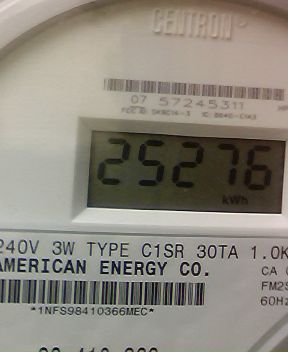 CENTRON
07 57245311
25276
kWh
240V 3W TYPE C1SR 30TA 1.0K
AMERICAN ENERGY CO.
CA
FM2S
60Hz
*1NFS98410366MEC*